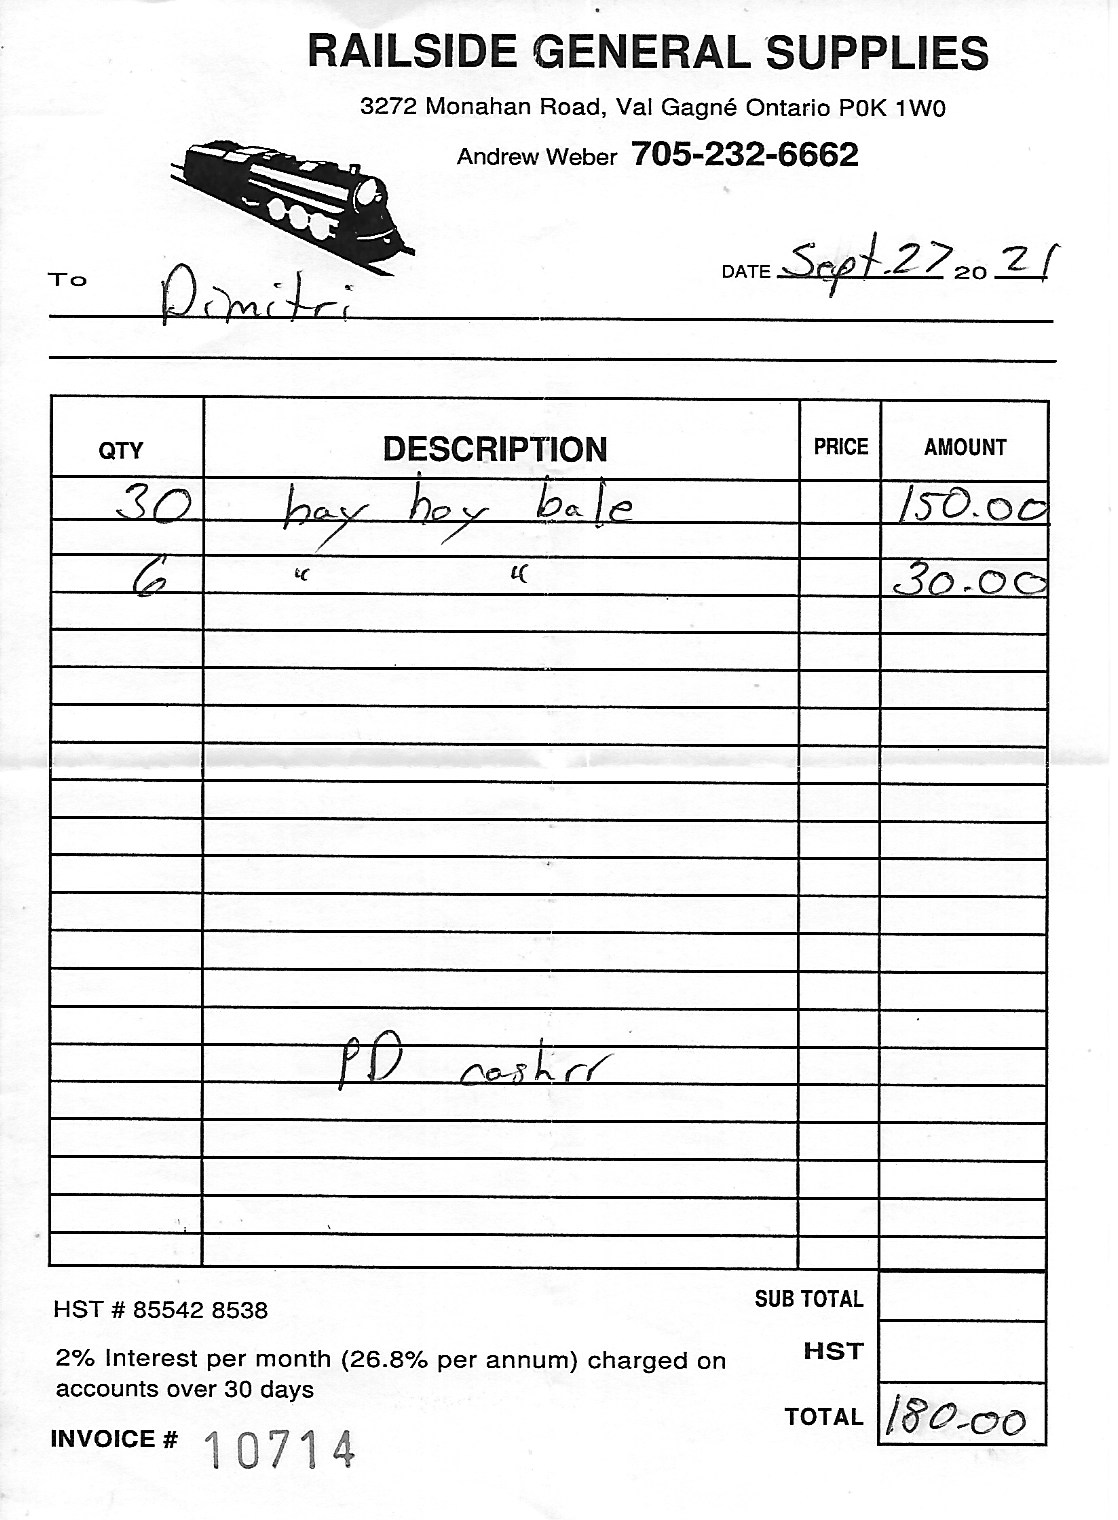 RAILSIDE GENERAL SUPPLIES
3272 Monahan Road, Val Gagné Ontario P0K 1W0
Andrew Weber 705-232-6662
DATE Sept. 27 20 21
To Dimitri
QTY DESCRIPTION PRICE AMOUNT
30 hay hoy bale 150.00
6 " " 30.00
PD
HST # 85542 8538
SUB TOTAL
2% Interest per month (26.8% per annum) charged on
accounts over 30 days
HST
TOTAL 180.00
INVOICE # 10714